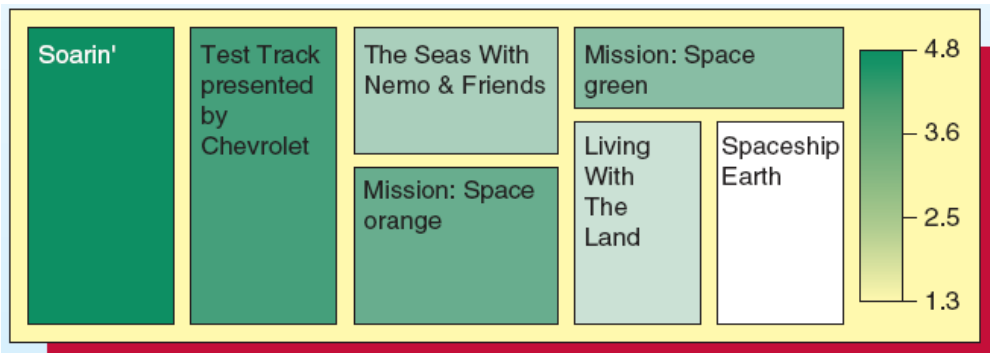 Soarin'
Test Track
presented
by
Chevrolet
The Seas With
Nemo & Friends
Mission: Space
orange
Mission: Space
green
Living
With
The
Land
Spaceship
Earth
4.8
3.6
2.5
1.3